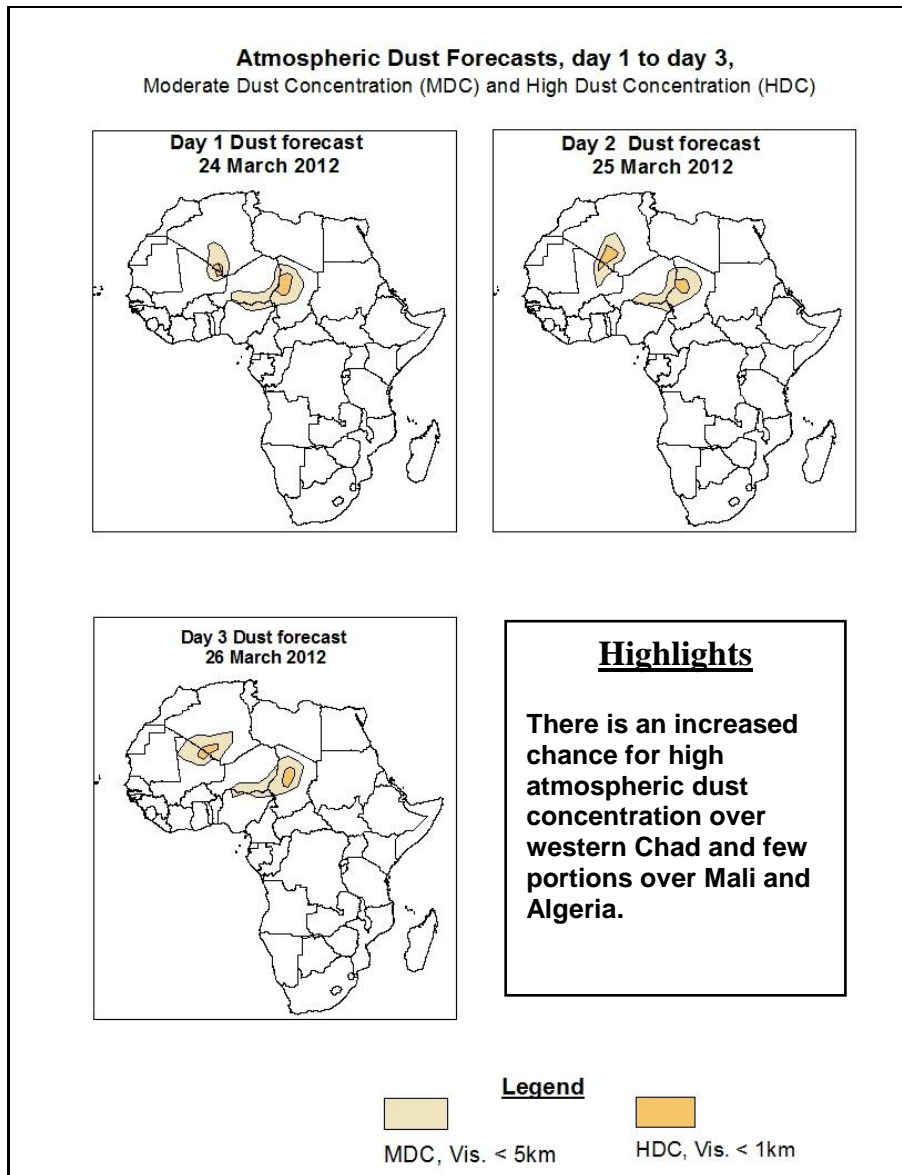 Atmospheric Dust Forecasts, day 1 to day 3,
Moderate Dust Concentration (MDC) and High Dust Concentration (HDC)
Day 1 Dust forecast
24 March 2012
Day 2 Dust forecast
25 March 2012
Day 3 Dust forecast
26 March 2012
Highlights
There is an increased
chance for high
atmospheric dust
concentration over
western Chad and few
portions over Mali and
Algeria.
Legend
MDC, Vis. < 5km
HDC, Vis. < 1km